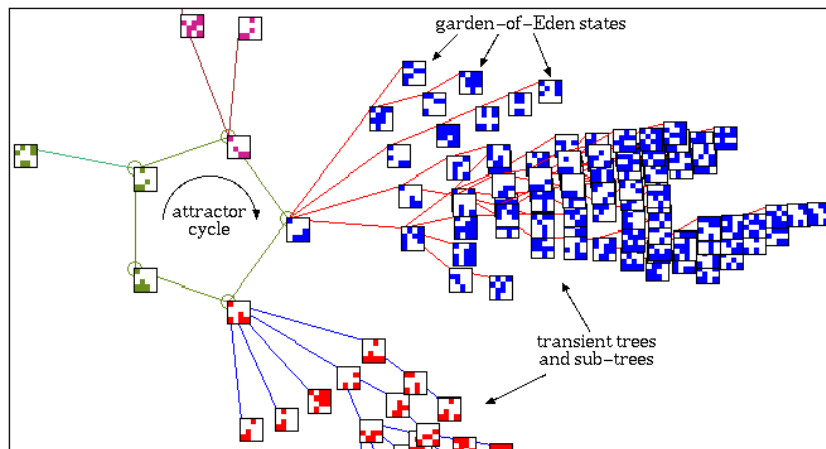 garden-of-Eden states
attractor
cycle
transient trees
and sub-trees